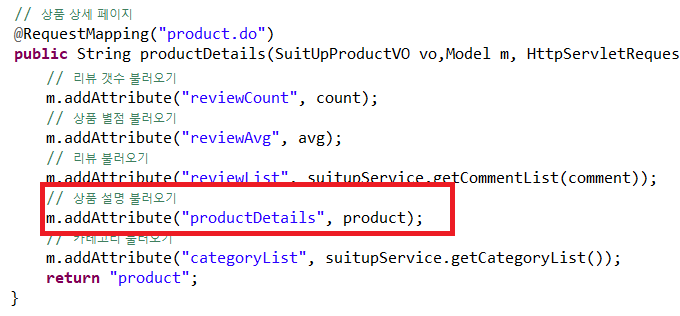 // 상품 상세 페이지
@RequestMapping("product.do")
public String productDetails(SuitUpProductVO vo,Model m, HttpServletReques
// 리뷰 갯수 불러오기
m.addAttribute("reviewCount", count);
// 상품 별점 불러오기
m.addAttribute("reviewAvg", avg);
// 리뷰 불러오기
m.addAttribute("reviewList", suitupService.getCommentList(comment));
// 상품 설명 불러오기
m.addAttribute("productDetails", product);
// 카테고리 불러오기
m.addAttribute("categoryList", suitupService.getCategoryList());
return "product";
}